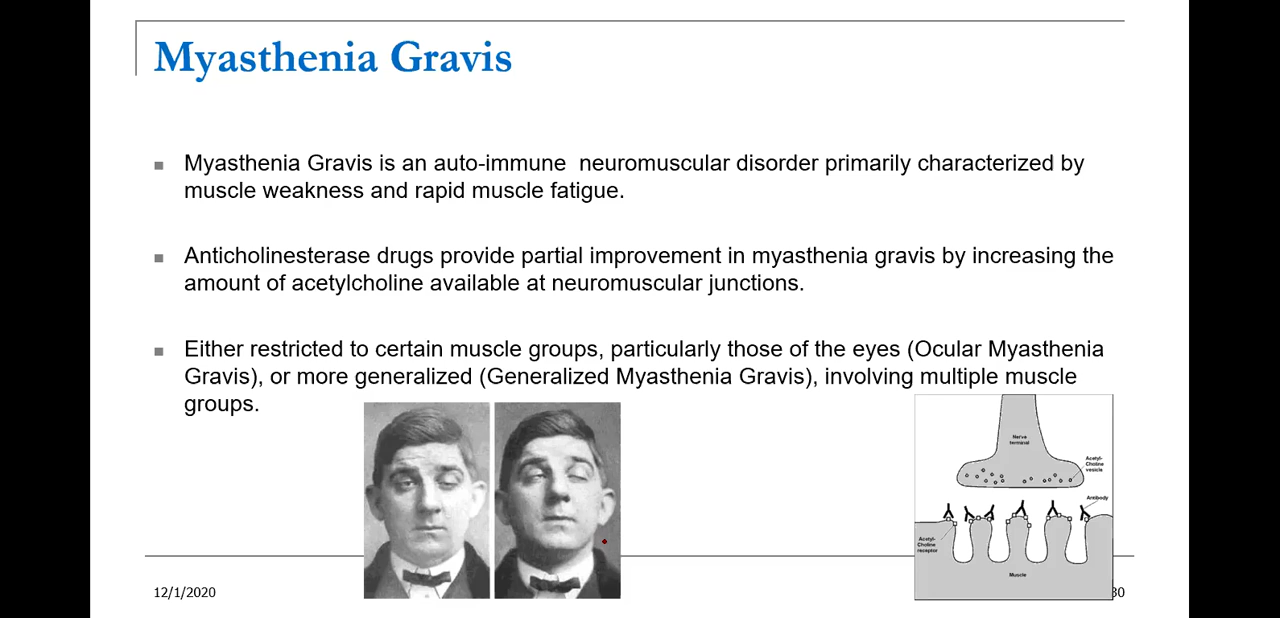 Myasthenia Gravis
Myasthenia Gravis is an auto-immune  neuromuscular disorder primarily characterized by
muscle weakness and rapid muscle fatigue.
Anticholinesterase drugs provide partial improvement in myasthenia gravis by increasing the
amount of acetylcholine available at neuromuscular junctions.
Either restricted to certain muscle groups, particularly those of the eyes (Ocular Myasthenia
Gravis), or more generalized (Generalized Myasthenia Gravis), involving multiple muscle
groups.
Nerve
terminal
Acetyl-
Choline
vesicle
Antibody
Acetyl-
Choline
receptor
Muscle
12/1/2020
30